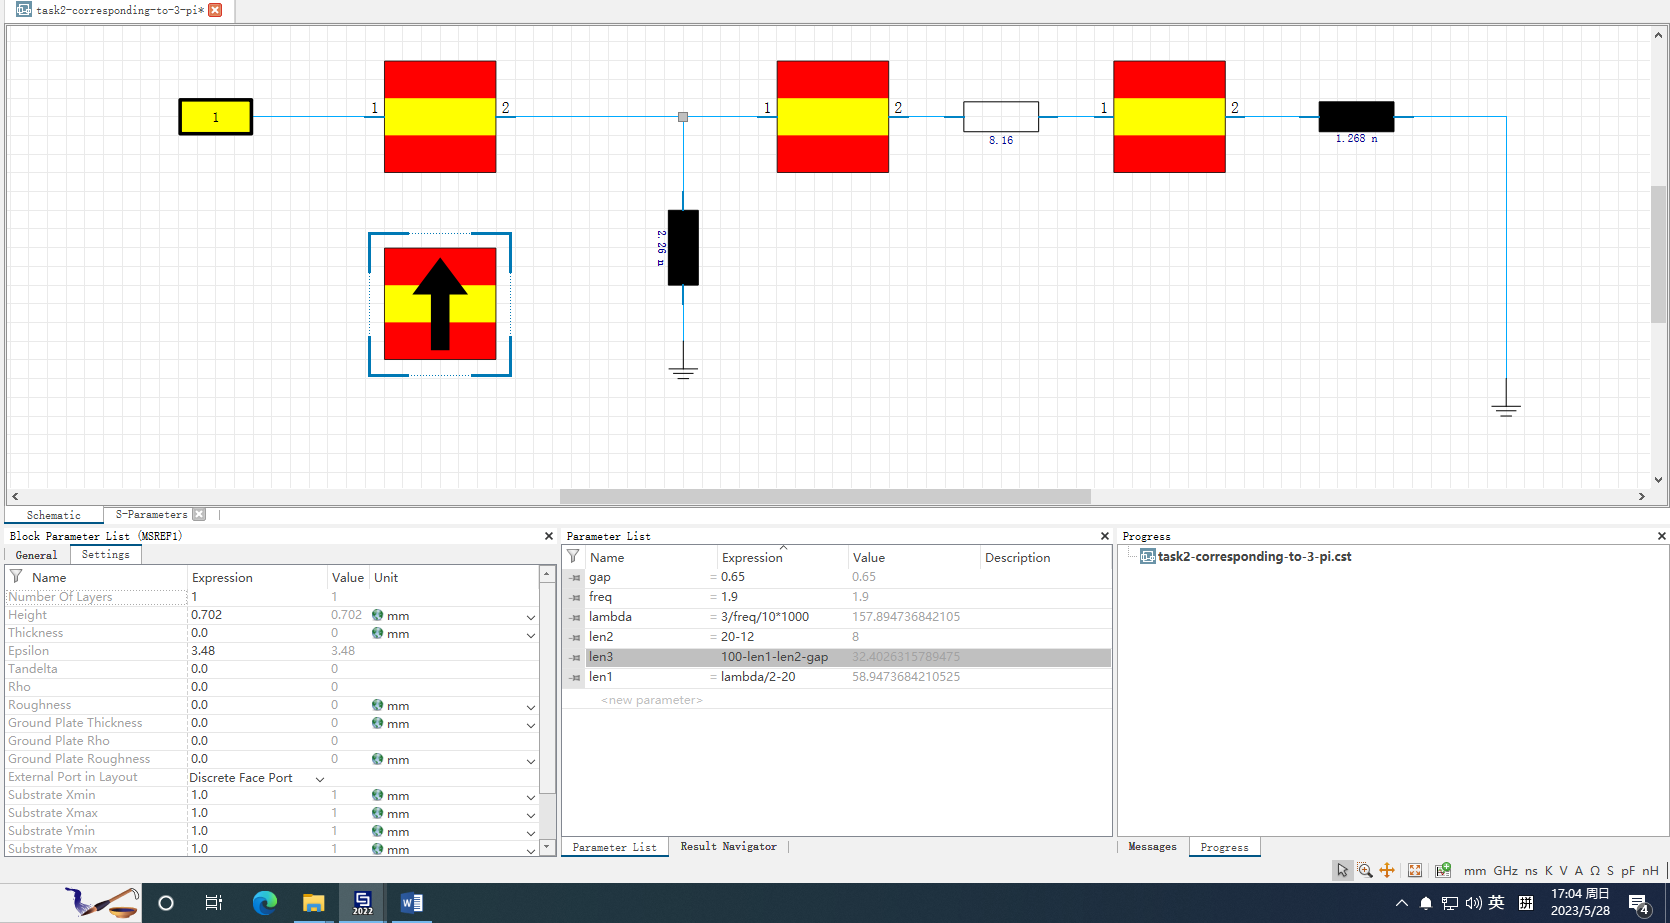 task2-corresponding-to-3-pi*
1
1 2
1 2
8.16
1 2
1.268 n
2.26 n
Schematic S-Parameters
Block Parameter List (MSREF1)
General Settings
Name Expression Value Unit
Number Of Layers 1 1
Height 0.702 0.702 mm
Thickness 0.0 0 mm
Epsilon 3.48 3.48
Tandelta 0.0 0
Rho 0.0 0
Roughness 0.0 0 mm
Ground Plate Thickness 0.0 0 mm
Ground Plate Rho 0.0 0
Ground Plate Roughness 0.0 0 mm
External Port in Layout Discrete Face Port
Substrate Xmin 1.0 1 mm
Substrate Xmax 1.0 1 mm
Substrate Ymin 1.0 1 mm
Substrate Ymax 1.0 1 mm
Parameter List
Name Expression Value Description
gap = 0.65 0.65
freq = 1.9 1.9
lambda = 3/freq/10*1000 157.894736842105
len2 = 20-12 8
len3 = 100-len1-len2-gap 32.4026315789475
len1 = lambda/2-20 58.9473684210525
<new parameter>
Parameter List Result Navigator
Progress
task2-corresponding-to-3-pi.cst
Messages Progress
mm GHz ns K V A Ω S pF nH
2022
W
英 拼
17:04 周日
2023/5/28
4